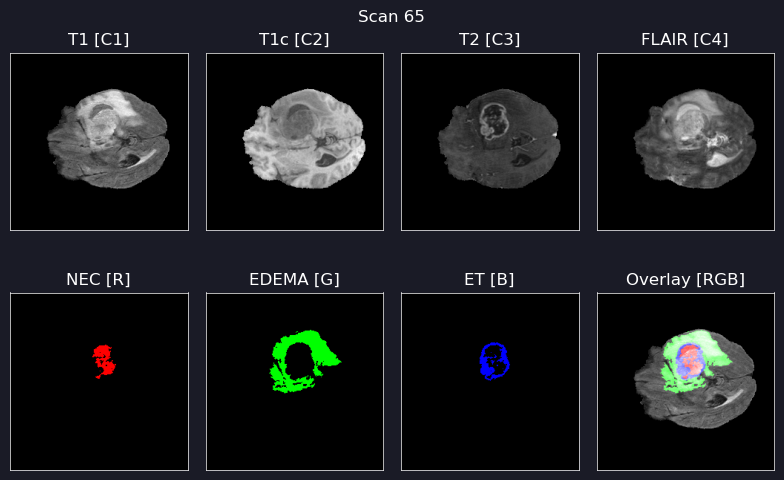 Scan 65
T1 [C1]
T1c [C2]
T2 [C3]
FLAIR [C4]
NEC [R]
EDEMA [G]
ET [B]
Overlay [RGB]